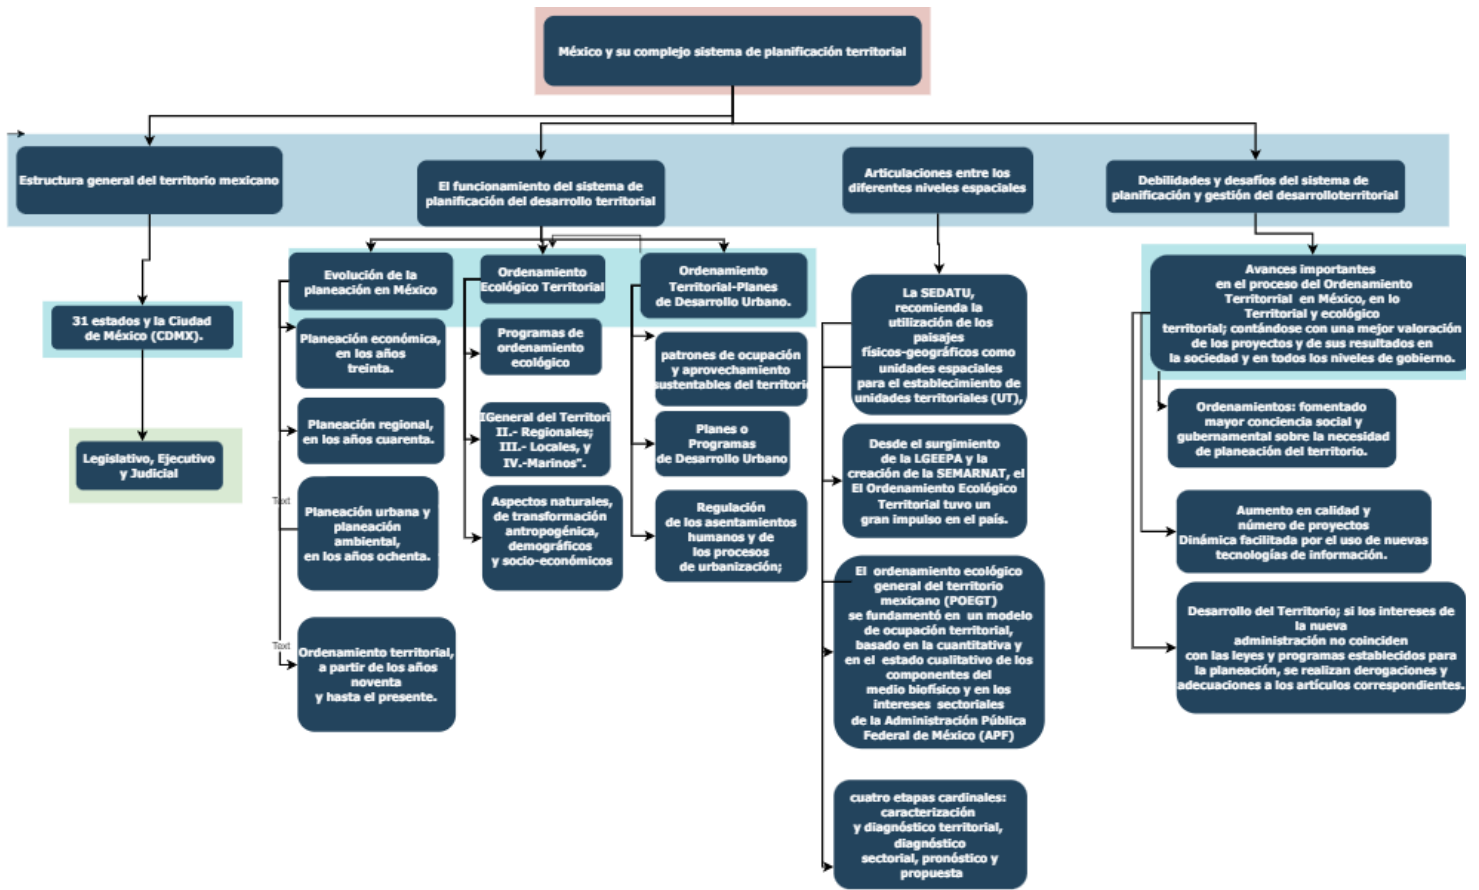 México y su complejo sistema de planificación territorial
Estructura general del territorio mexicano
El funcionamiento del sistema de
planificación del desarrollo territorial
Articulaciones entre los
diferentes niveles espaciales
Debilidades y desafíos del sistema de
planificación y gestión del desarrolloterritorial
31 estados y la Ciudad
de México (CDMX).
Legislativo, Ejecutivo
y Judicial
Evolución de la
planeación en México
Planeación económica,
en los años
treinta.
Planeación regional,
en los años cuarenta.
Text
Planeación urbana y
planeación
ambiental,
en los años ochenta.
Text
Ordenamiento territorial,
a partir de los años
noventa
y hasta el presente.
Ordenamiento
Ecológico Territorial
Programas de
ordenamiento
ecológico
IGeneral del Territori
II.- Regionales;
III.- Locales, y
IV.-Marinos".
Aspectos naturales,
de transformación
antropogénica,
demográficos
y socio-económicos
Ordenamiento
Territorial-Planes
de Desarrollo Urbano.
patrones de ocupación
y aprovechamiento
sustentables del territorio
Planes o
Programas
de Desarrollo Urbano
Regulación
de los asentamientos
humanos y de
los procesos
de urbanización;
La SEDATU,
recomienda la
utilización de los
paisajes
físicos-geográficos como
unidades espaciales
para el establecimiento de
unidades territoriales (UT),
Desde el surgimiento
de la LGEEPA y la
creación de la SEMARNAT, el
El Ordenamiento Ecológico
Territorial tuvo un
gran impulso en el país.
El ordenamiento ecológico
general del territorio
mexicano (POEGT)
se fundamentó en un modelo
de ocupación territorial,
basado en la cuantitativa y
en el estado cualitativo de los
componentes del
medio biofísico y en los
intereses sectoriales
de la Administración Pública
Federal de México (APF)
cuatro etapas cardinales:
caracterización
y diagnóstico territorial,
diagnóstico
sectorial, pronóstico y
propuesta
Avances importantes
en el proceso del Ordenamiento
Territorrial en México, en lo
Territorial y ecológico
territorial; contándose con una mejor valoración
de los proyectos y de sus resultados en
la sociedad y en todos los niveles de gobierno.
Ordenamientos: fomentado
mayor conciencia social y
gubernamental sobre la necesidad
de planeación del territorio.
Aumento en calidad y
número de proyectos
Dinámica facilitada por el uso de nuevas
tecnologías de información.
Desarrollo del Territorio; si los intereses de
la nueva
administración no coinciden
con las leyes y programas establecidos para
la planeación, se realizan derogaciones y
adecuaciones a los artículos correspondientes.